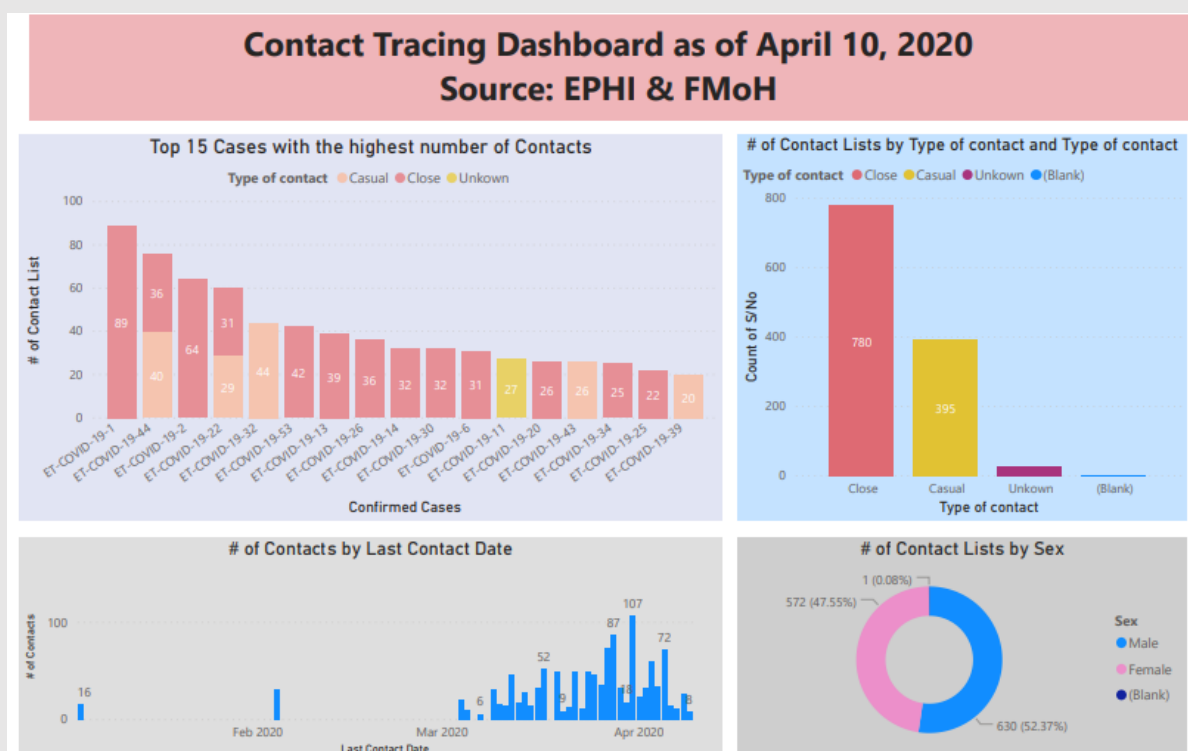 Contact Tracing Dashboard as of April 10, 2020
Source: EPHI & FMoH
Top 15 Cases with the highest number of Contacts
Type of contact Casual Close Unkown
# of Contact List
100
80
60
40
20
0
89
36
40
64
31
29
44
42
39
36
32
32
31
27
26
26
25
22
20
ET-COVID-19-1
ET-COVID-19-44
ET-COVID-19-2
ET-COVID-19-22
ET-COVID-19-32
ET-COVID-19-53
ET-COVID-19-13
ET-COVID-19-26
ET-COVID-19-14
ET-COVID-19-30
ET-COVID-19-6
ET-COVID-19-11
ET-COVID-19-20
ET-COVID-19-43
ET-COVID-19-34
ET-COVID-19-25
ET-COVID-19-39
Confirmed Cases
# of Contact Lists by Type of contact and Type of contact
Type of contact Close Casual Unkown (Blank)
Count of S/No
800
600
400
200
0
780
395
Close Casual Unkown (Blank)
Type of contact
# of Contacts by Last Contact Date
# of Contacts
100
0
16
6
52
9
87
18
107
72
8
Feb 2020 Mar 2020 Apr 2020
Last Contact Date
# of Contact Lists by Sex
1 (0.08%)
572 (47.55%)
630 (52.37%)
Sex
Male
Female
(Blank)